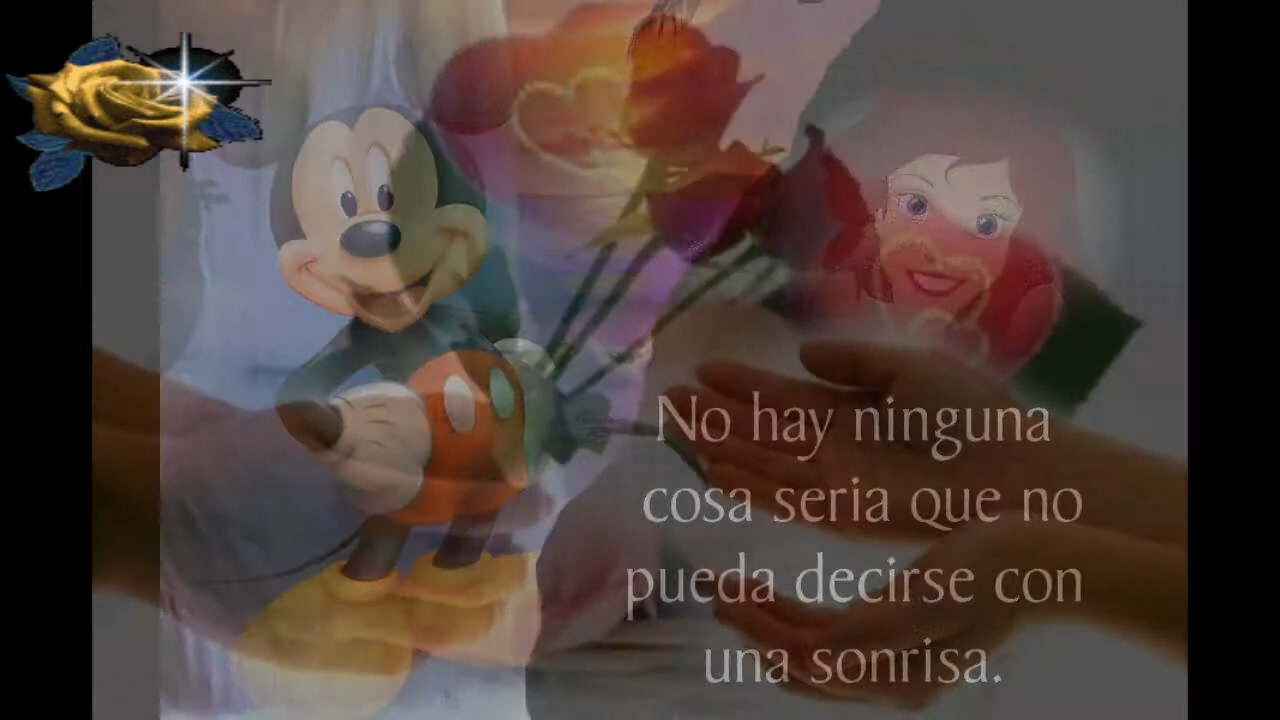 No hay ninguna
cosa seria que no
pueda decirse con
una sonrisa.